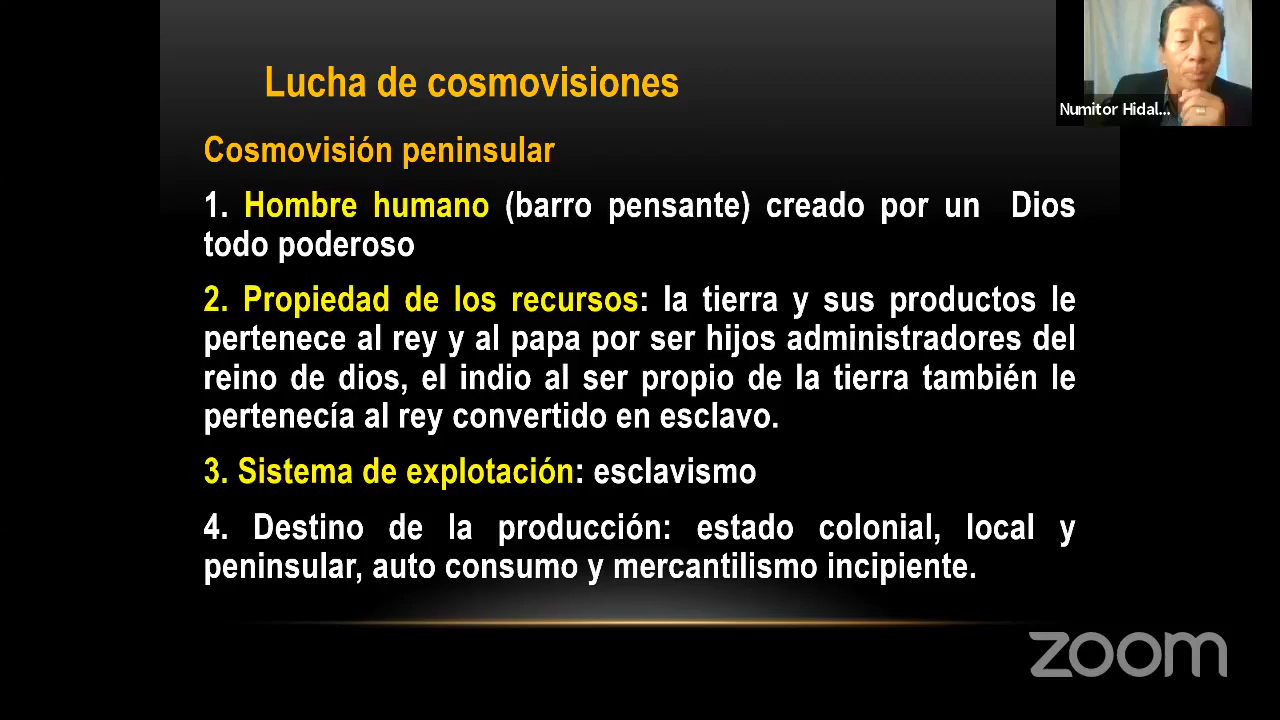 Lucha de cosmovisiones
Numitor Hidal...
Cosmovisión peninsular
1. Hombre humano (barro pensante) creado por un Dios
todo poderoso
2. Propiedad de los recursos: la tierra y sus productos le
pertenece al rey y al papa por ser hijos administradores del
reino de dios, el indio al ser propio de la tierra también le
pertenecía al rey convertido en esclavo.
3. Sistema de explotación: esclavismo
4. Destino de la producción: estado colonial, local y
peninsular, auto consumo y mercantilismo incipiente.
zoom